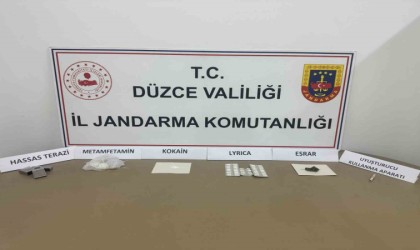 T.C.
DÜZCE VALİLİĞİ
İL JANDARMA KOMUTANLIĞI
HASSAS TERAZİ
METAMFETAMİN
KOKAİN
LYRICA
ESRAR
UYUŞTURUCU
KULLANMA APARATI